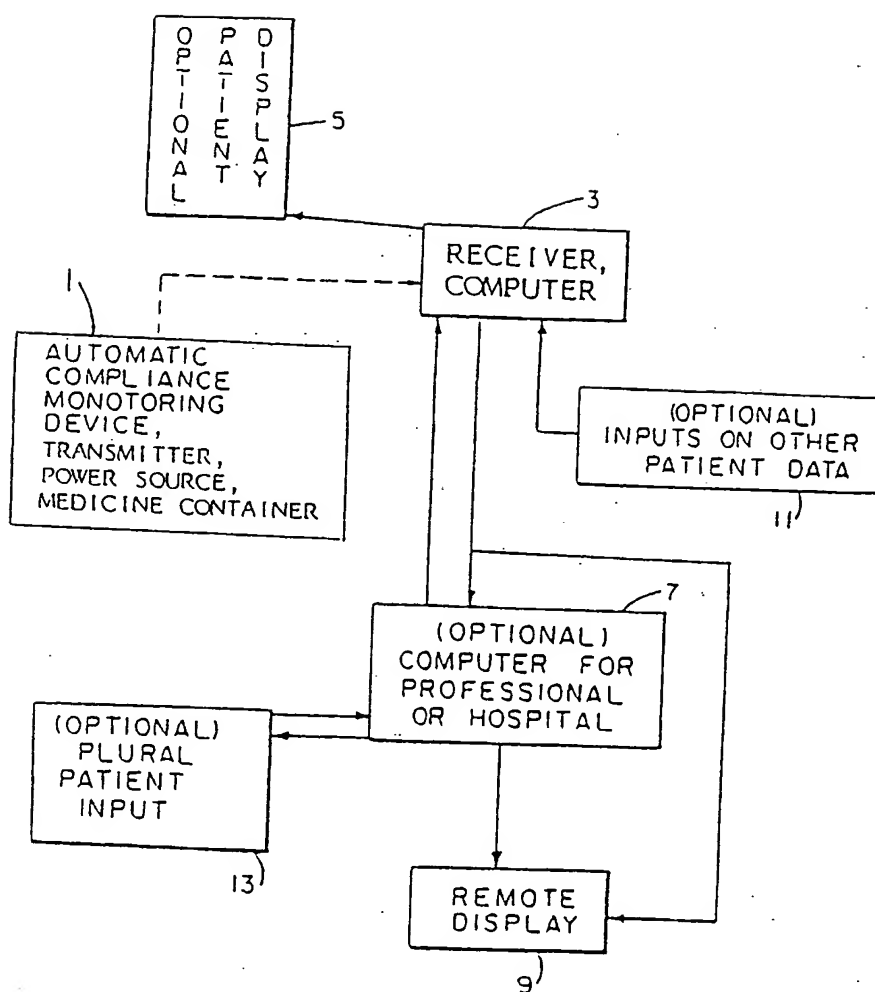 OPTIONAL
PATIENT
DISPLAY
5
3
RECEIVER,
COMPUTER
1
AUTOMATIC
COMPLIANCE
MONOTORING
DEVICE,
TRANSMITTER,
POWER SOURCE,
MEDICINE CONTAINER
(OPTIONAL)
INPUTS ON OTHER
PATIENT DATA
11
7
(OPTIONAL)
COMPUTER FOR
PROFESSIONAL
OR HOSPITAL
(OPTIONAL)
PLURAL
PATIENT
INPUT
13
REMOTE
DISPLAY
9